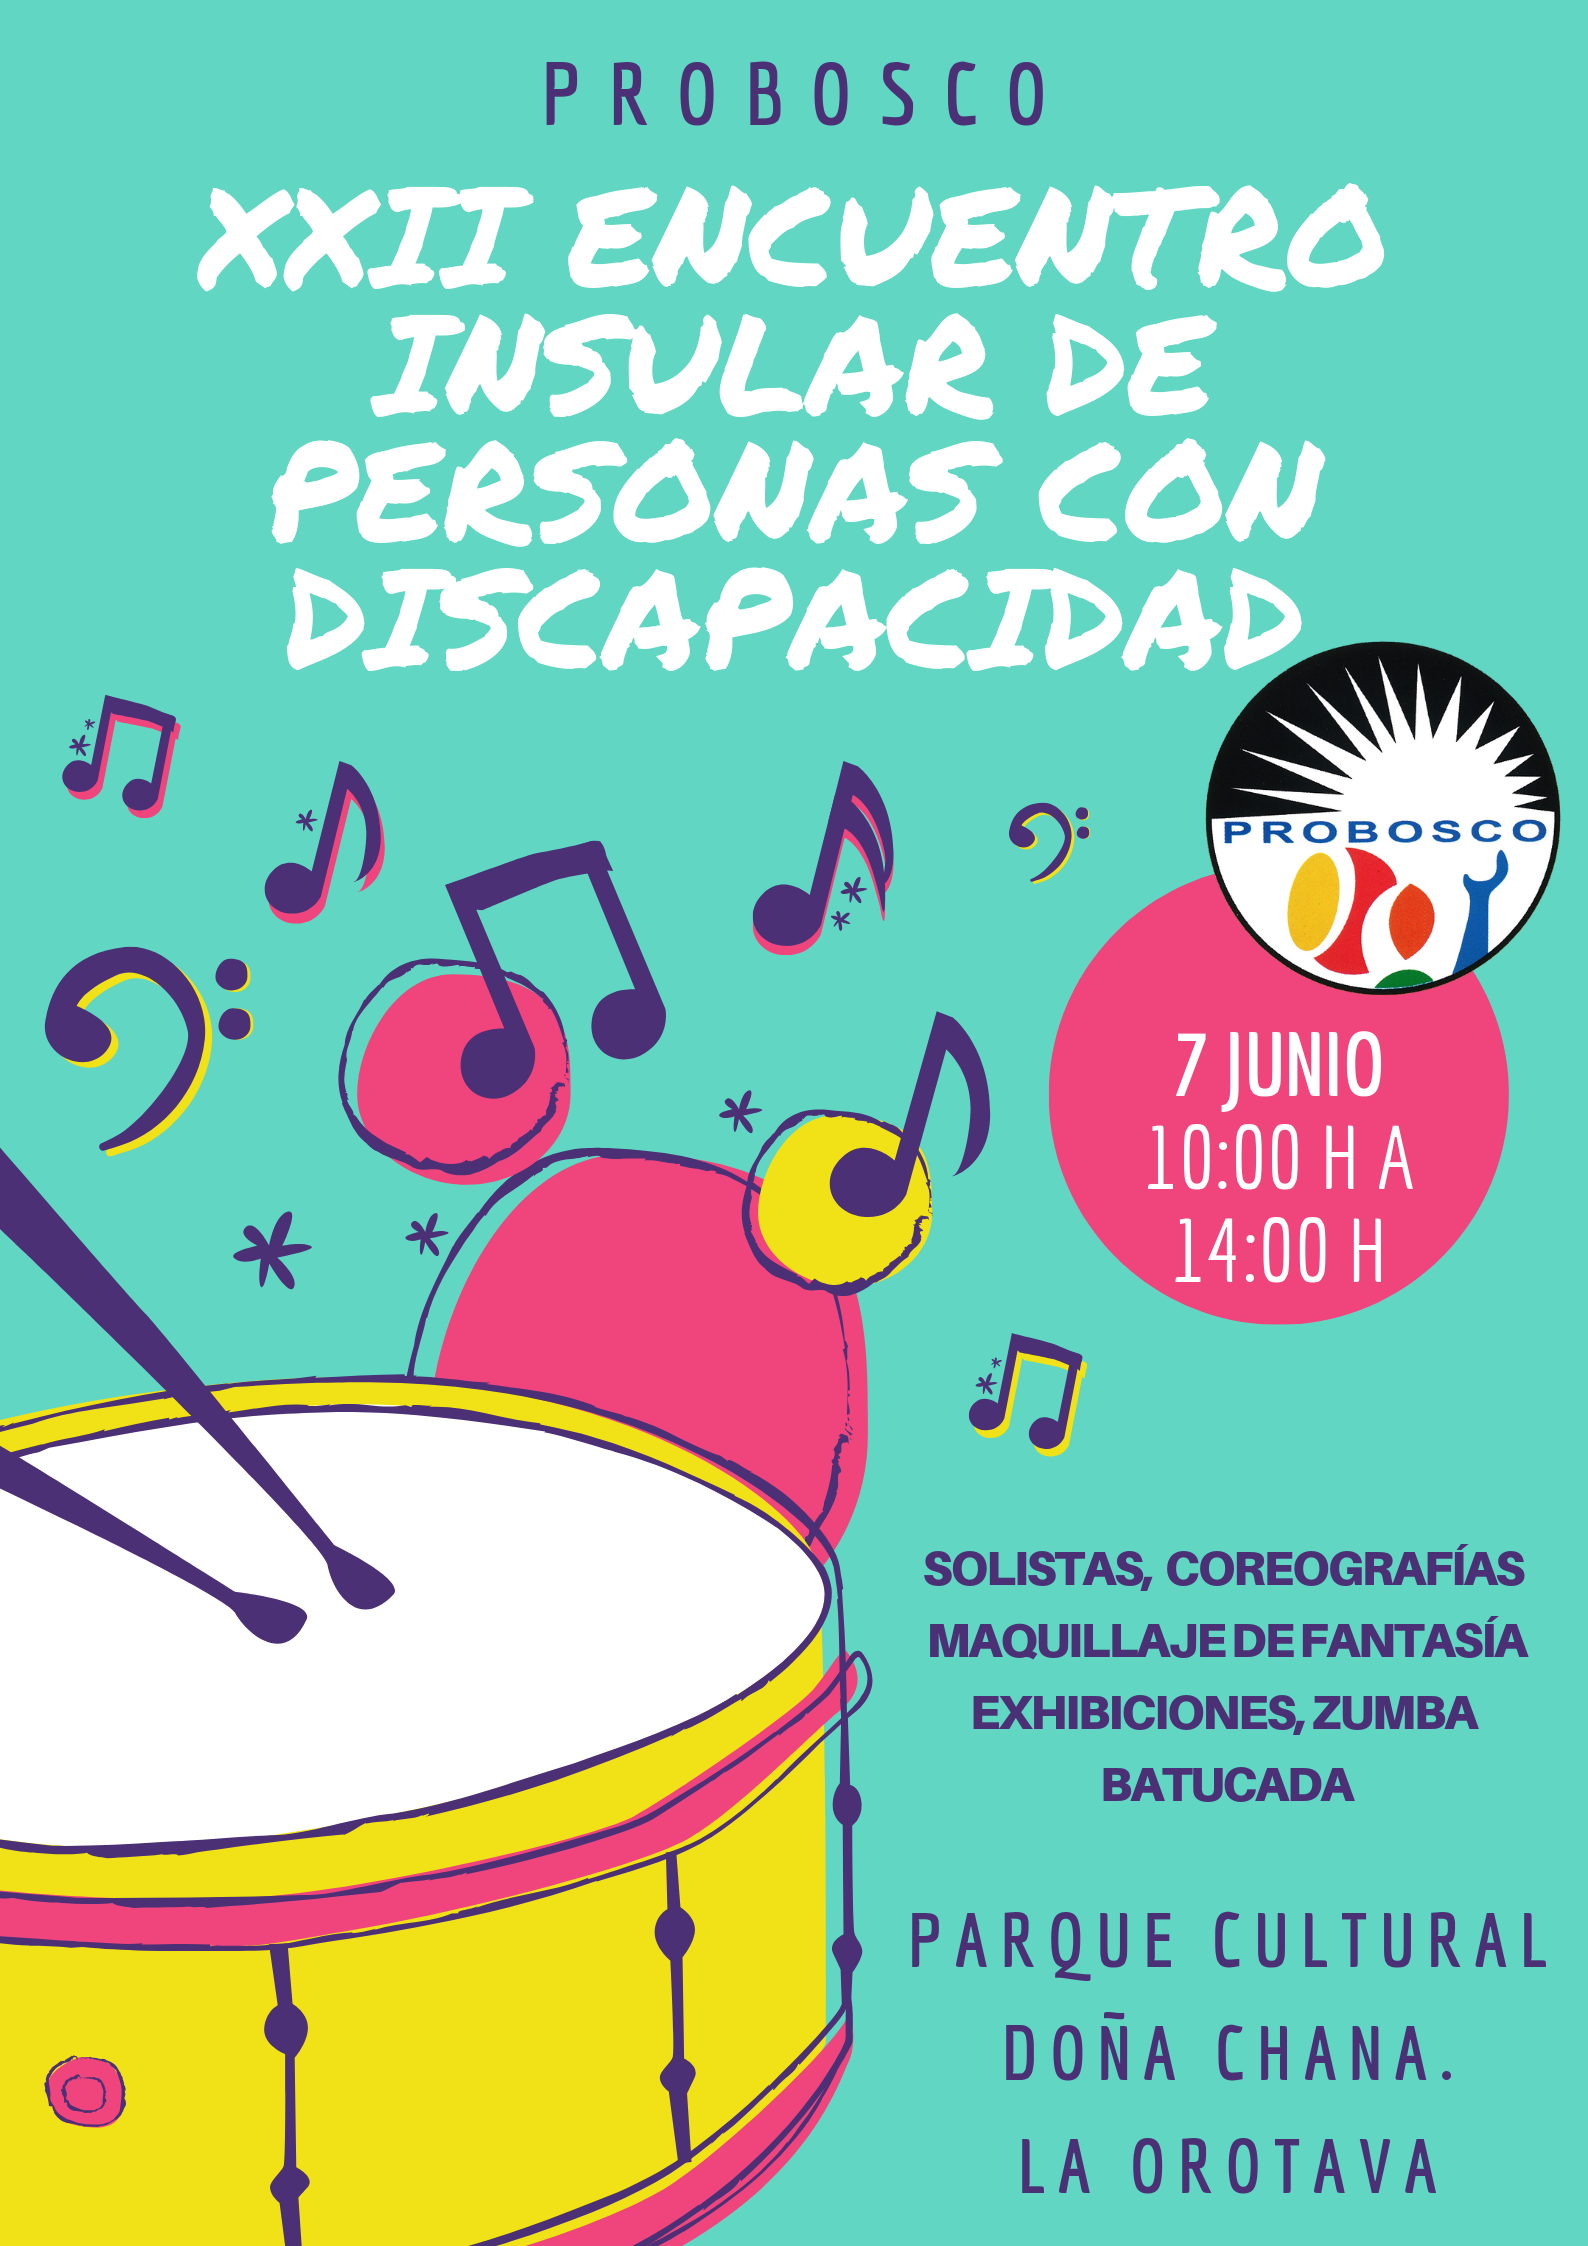 PROBOSCO
XXII ENCUENTRO
INSULAR DE
PERSONAS CON
DISCAPACIDAD
PROBOSCO
7 JUNIO
10:00 H A
14:00 H
SOLISTAS, COREOGRAFÍAS
MAQUILLAJE DE FANTASÍA
EXHIBICIONES, ZUMBA
BATUCADA
PARQUE CULTURAL
DOÑA CHANA.
LA OROTAVA